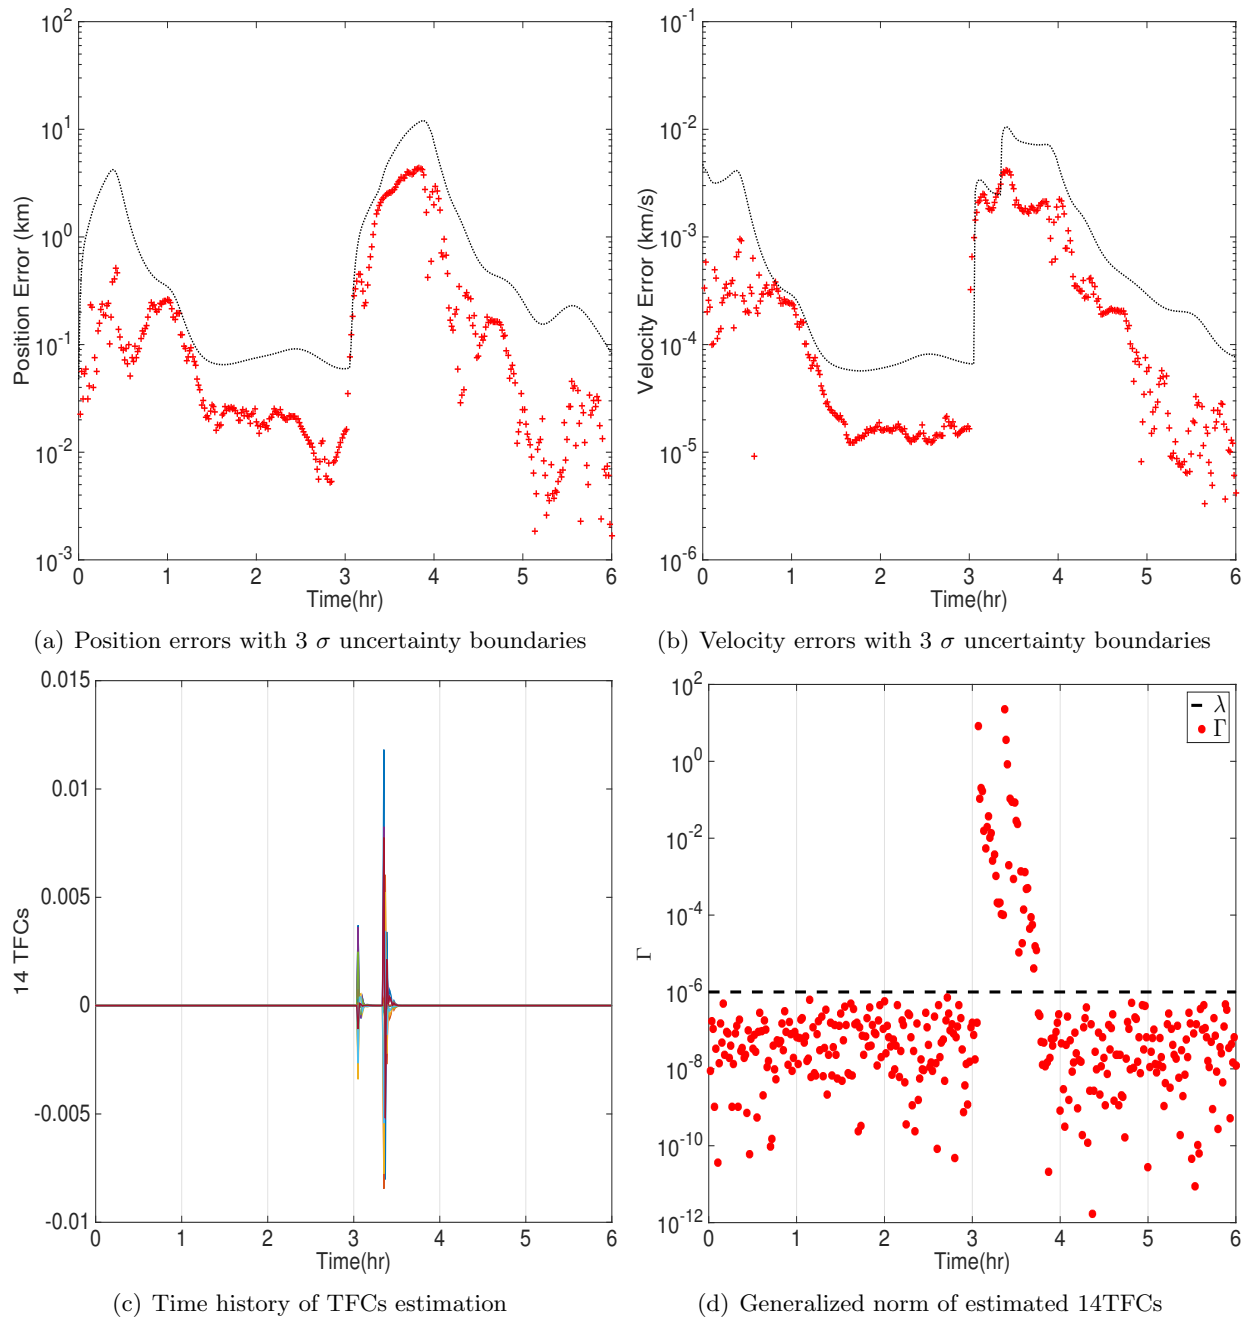 10^2
10^1
10^0
10^-1
10^-2
10^-3
Position Error (km)
0 1 2 3 4 5 6
Time(hr)
(a) Position errors with 3 σ uncertainty boundaries
10^-1
10^-2
10^-3
10^-4
10^-5
10^-6
Velocity Error (km/s)
0 1 2 3 4 5 6
Time(hr)
(b) Velocity errors with 3 σ uncertainty boundaries
0.015
0.01
0.005
0
-0.005
-0.01
14 TFCs
0 1 2 3 4 5 6
Time(hr)
(c) Time history of TFCs estimation
10^2
10^0
10^-2
10^-4
10^-6
10^-8
10^-10
10^-12
Γ
λ
Γ
0 1 2 3 4 5 6
Time(hr)
(d) Generalized norm of estimated 14TFCs